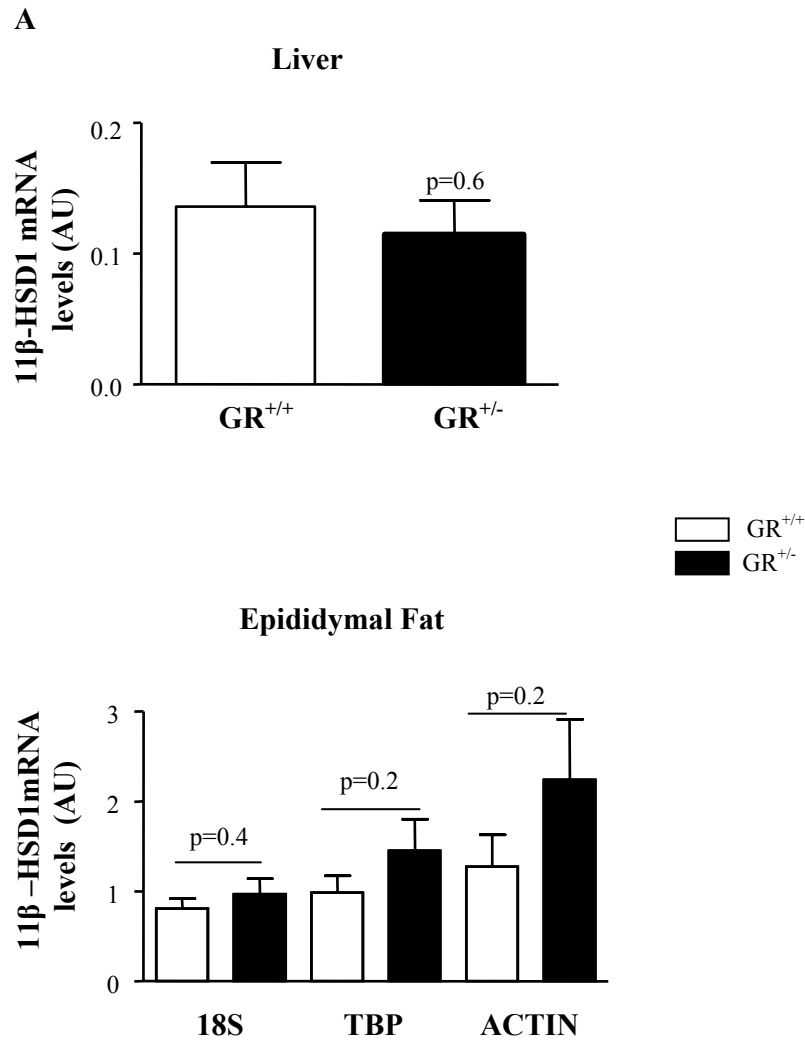 A
Liver
11β-HSD1 mRNA
levels (AU)
0.2
0.1
0.0
p=0.6
GR+/+
GR+/-
GR+/+
GR+/-
Epididymal Fat
11β –HSD1mRNA
levels (AU)
3
2
1
0
p=0.4
p=0.2
p=0.2
18S
TBP
ACTIN